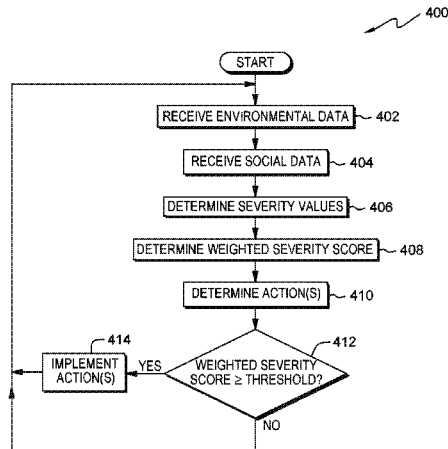 400
START
RECEIVE ENVIRONMENTAL DATA
402
RECEIVE SOCIAL DATA
404
DETERMINE SEVERITY VALUES
406
DETERMINE WEIGHTED SEVERITY SCORE
408
DETERMINE ACTION(S)
410
412
WEIGHTED SEVERITY
SCORE ≥ THRESHOLD?
YES
414
IMPLEMENT
ACTION(S)
NO